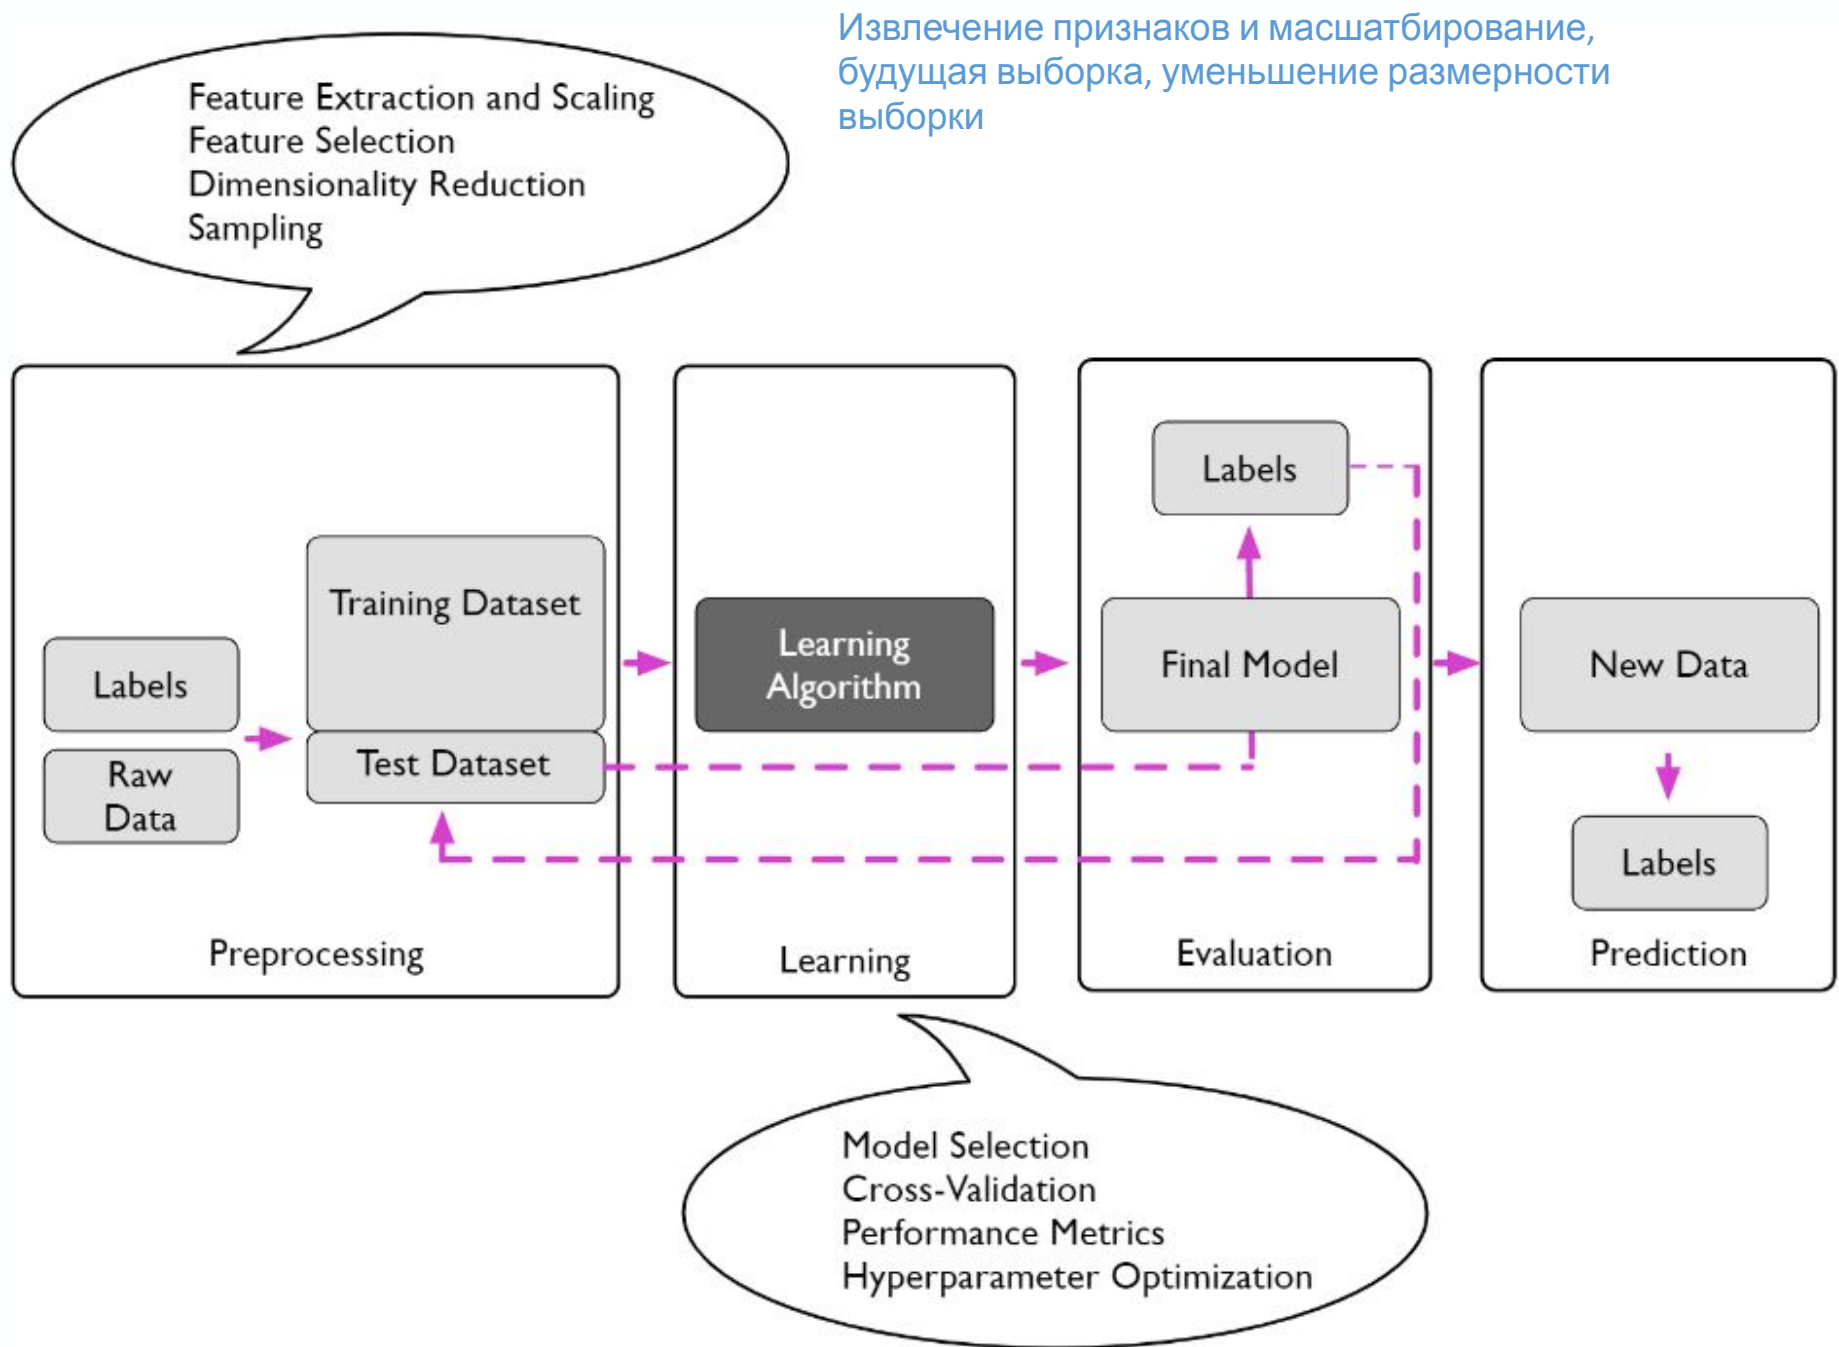 Извлечение признаков и масшатбирование,
будущая выборка, уменьшение размерности
выборки
Feature Extraction and Scaling
Feature Selection
Dimensionality Reduction
Sampling
Labels
Raw
Data
Training Dataset
Test Dataset
Preprocessing
Learning
Algorithm
Learning
Labels
Final Model
Evaluation
New Data
Labels
Prediction
Model Selection
Cross-Validation
Performance Metrics
Hyperparameter Optimization